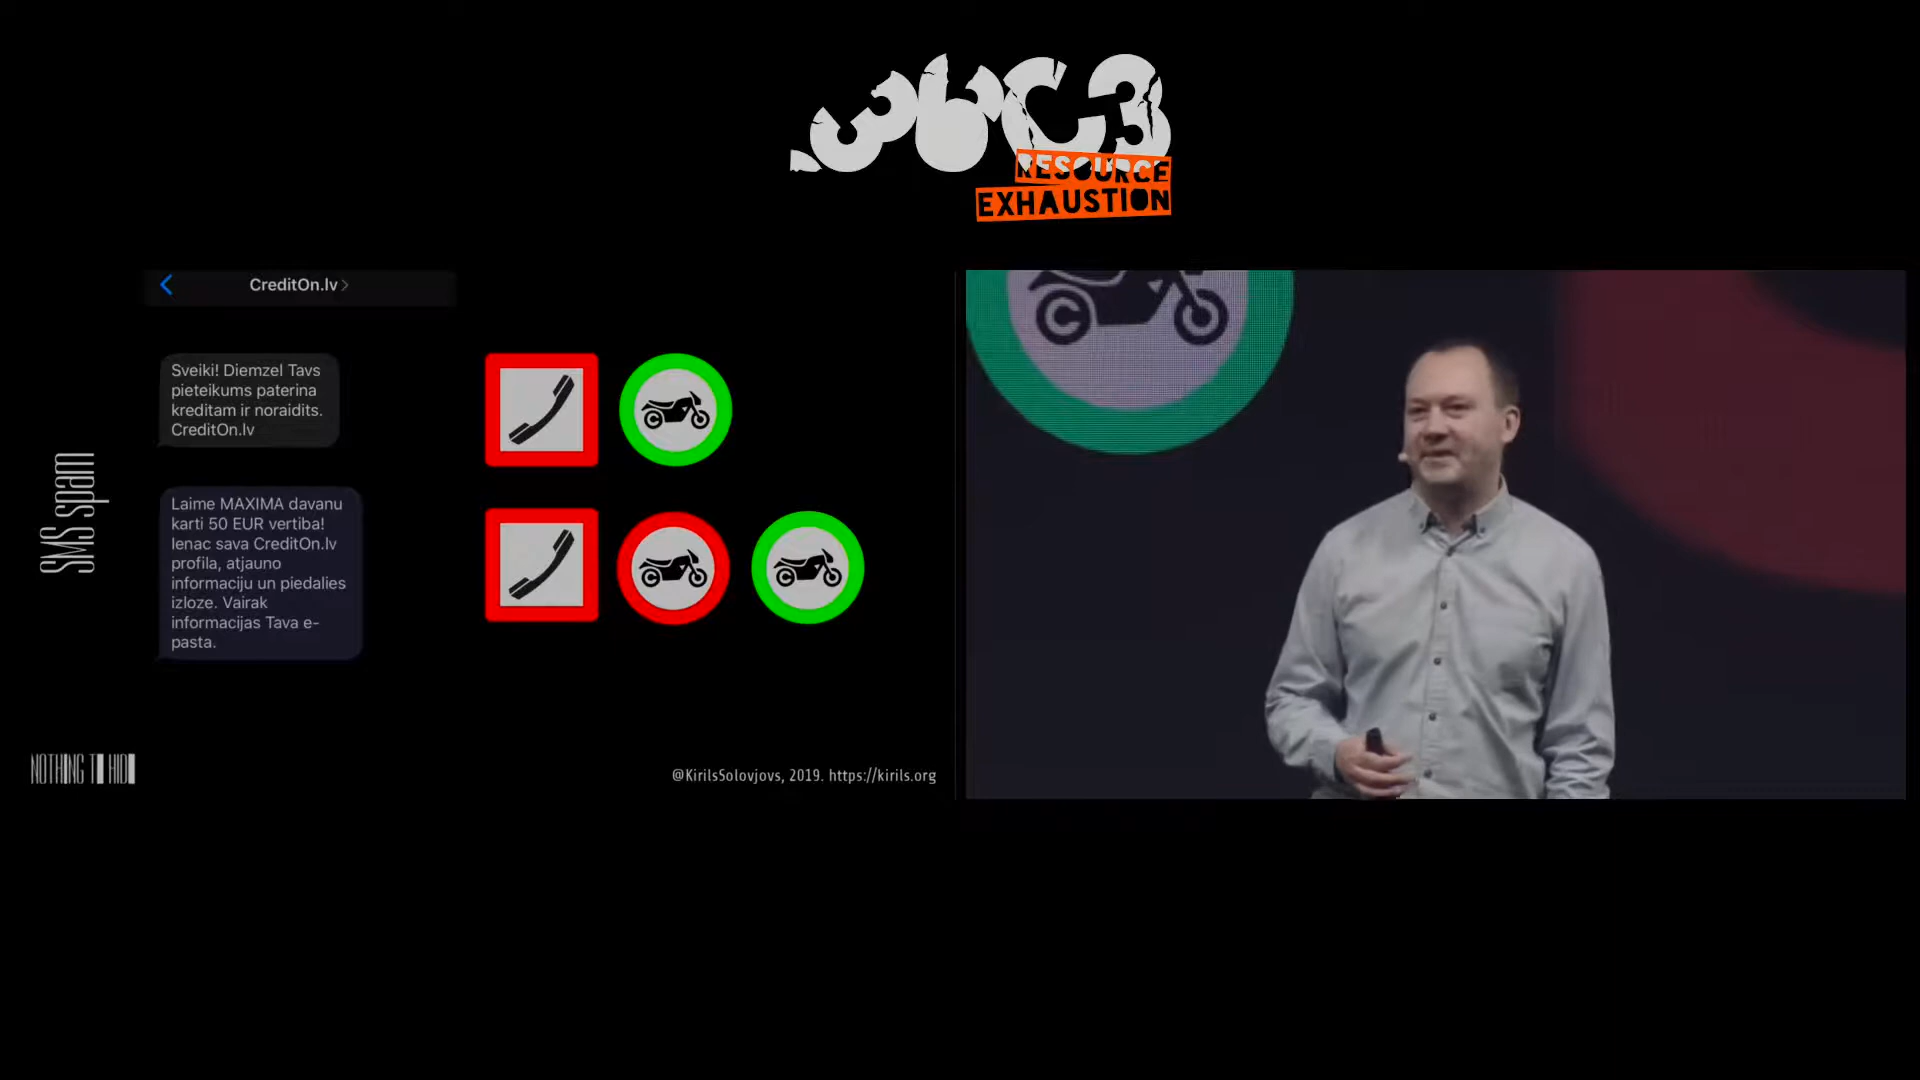 36C3
RESOURCE
EXHAUSTION
CreditOn.lv
Sveiki! Diemzel Tavs
pieteikums paterina
kreditam ir noraidits.
CreditOn.lv
SMS spam
Laime MAXIMA davanu
karti 50 EUR vertiba!
Ienac sava CreditOn.lv
profila, atjauno
informaciju un piedalies
izloze. Vairak
informacijas Tava e-
pasta.
NOTHING TO HIDE
@KirilsSolovjovs, 2019. https://kirils.org